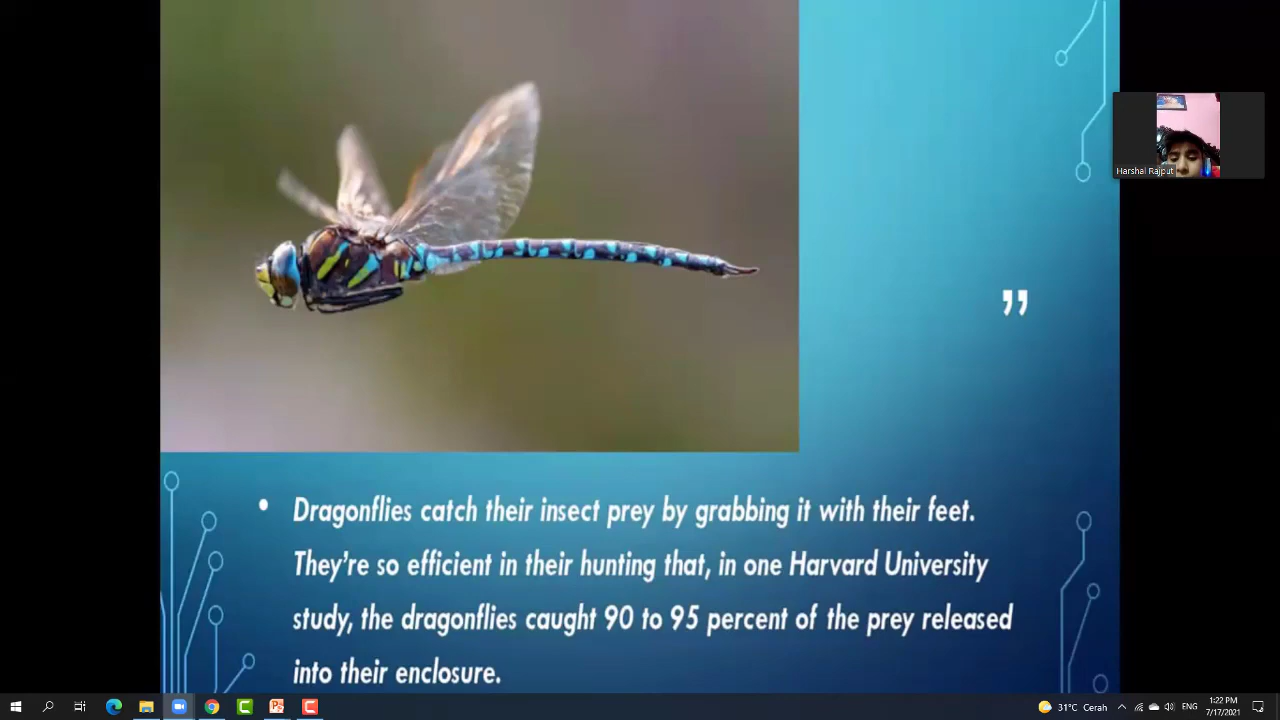 Harshal Rajput
”
• Dragonflies catch their insect prey by grabbing it with their feet.
They’re so efficient in their hunting that, in one Harvard University
study, the dragonflies caught 90 to 95 percent of the prey released
into their enclosure.
31°C Cerah
ENG
1:22 PM
7/17/2021